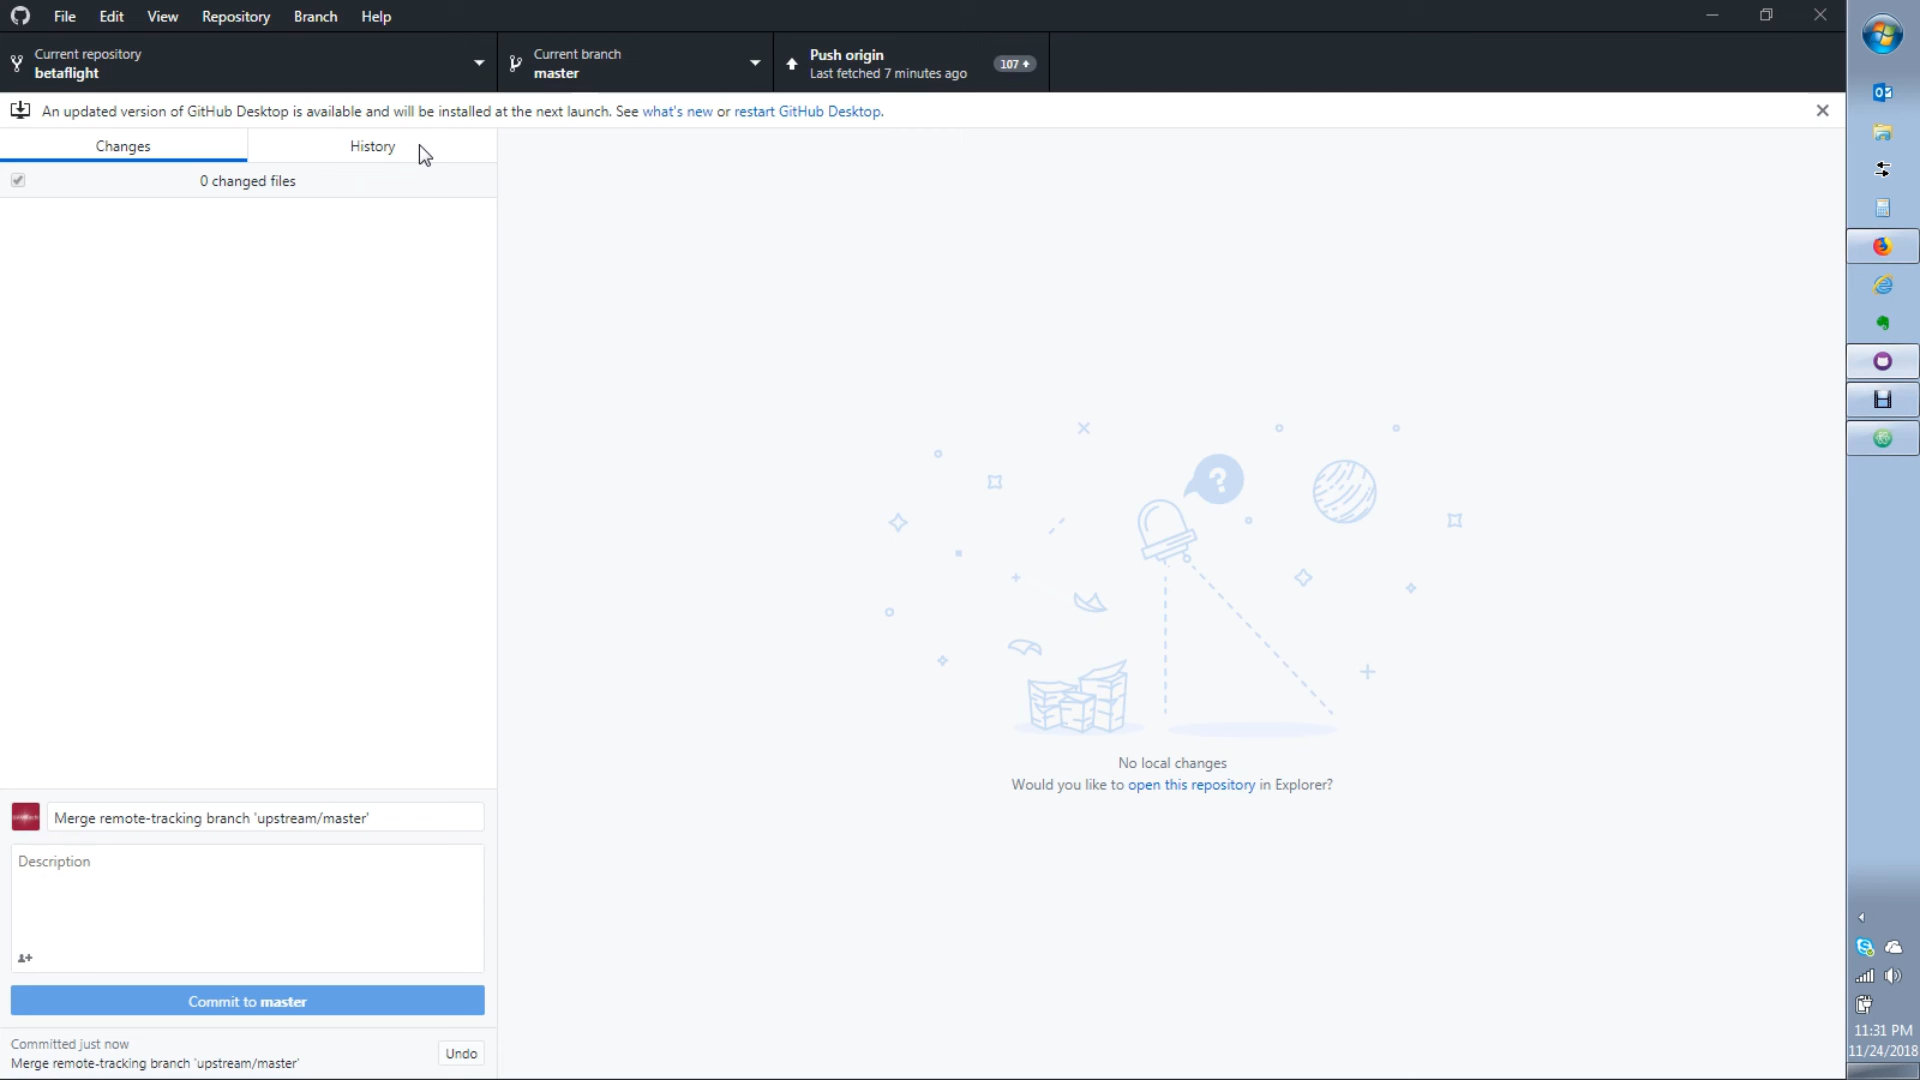 File Edit View Repository Branch Help
Current repository
betaflight
Current branch
master
Push origin
Last fetched 7 minutes ago
107
An updated version of GitHub Desktop is available and will be installed at the next launch. See what's new or restart GitHub Desktop.
Changes
History
0 changed files
?
No local changes
Would you like to open this repository in Explorer?
Merge remote-tracking branch 'upstream/master'
Description
Commit to master
Committed just now
Merge remote-tracking branch 'upstream/master'
Undo
11:31 PM
11/24/2018